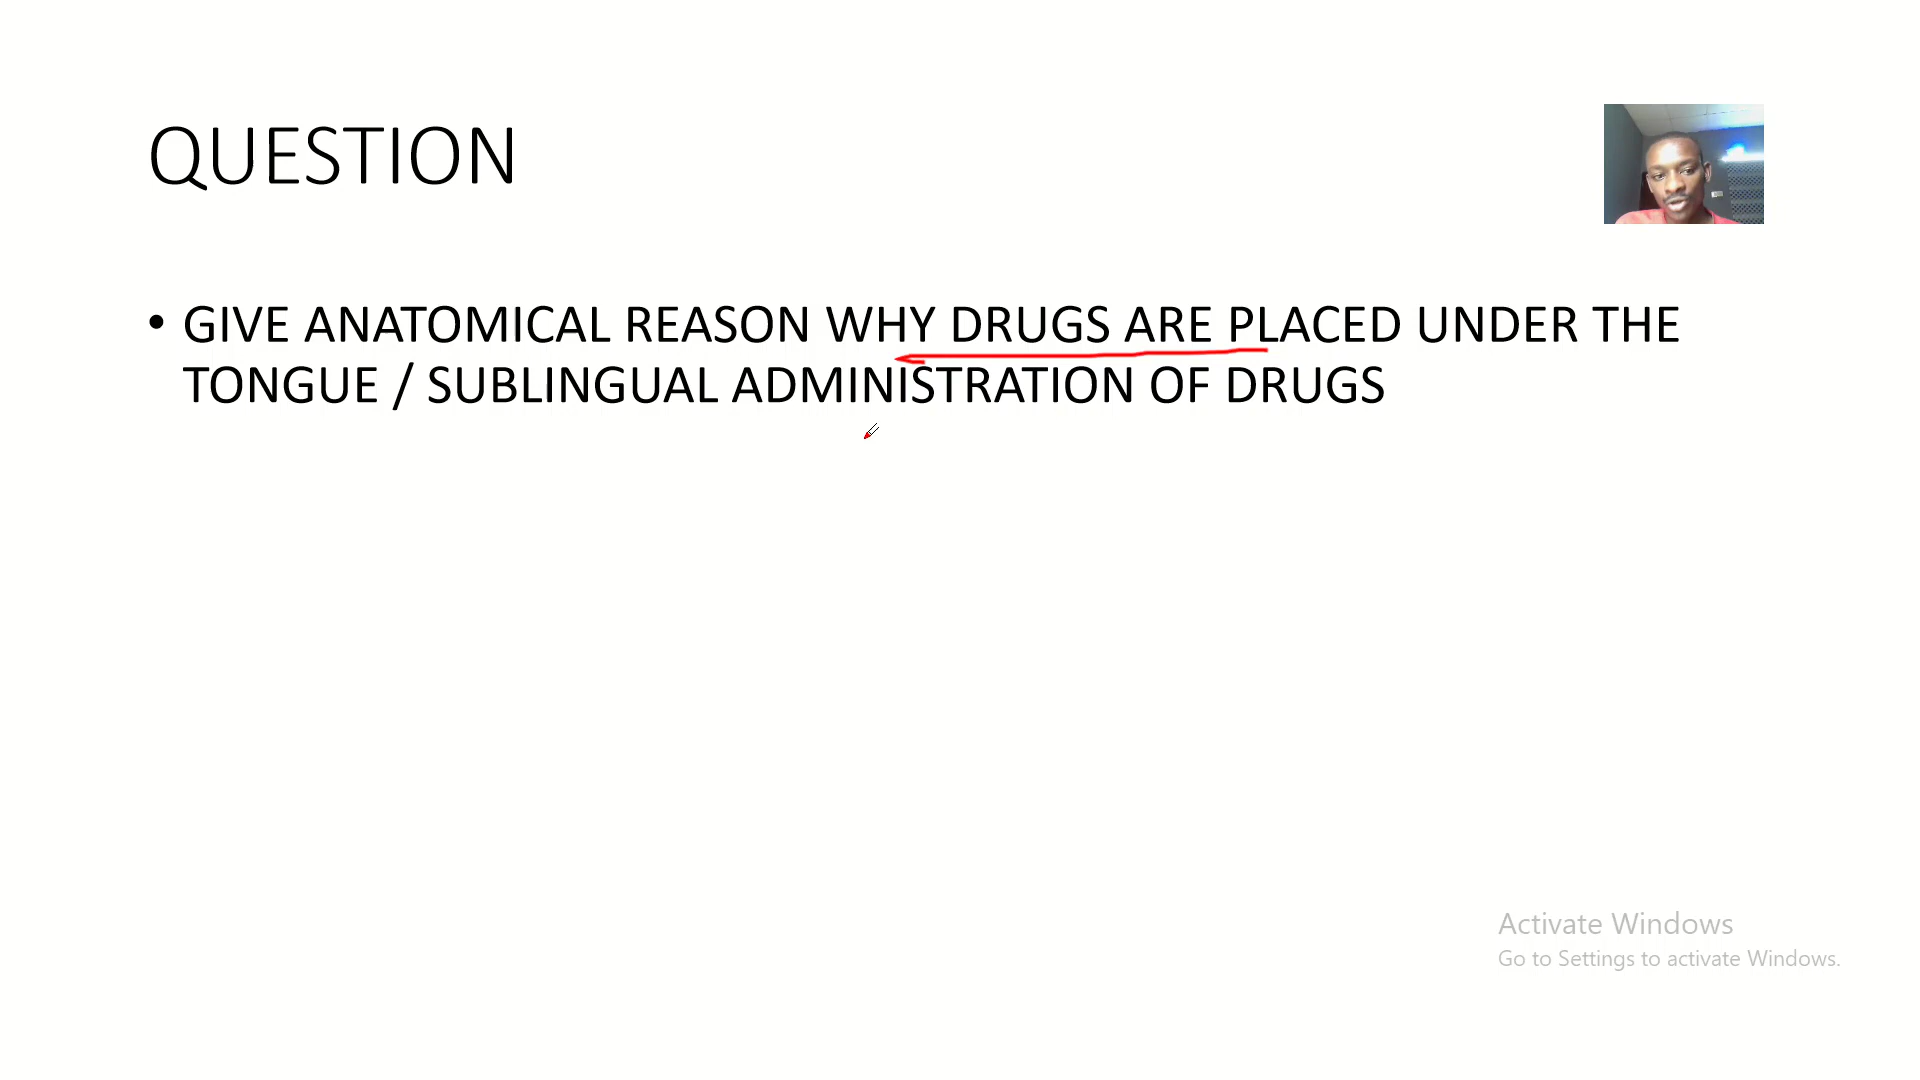 QUESTION
• GIVE ANATOMICAL REASON WHY DRUGS ARE PLACED UNDER THE
TONGUE / SUBLINGUAL ADMINISTRATION OF DRUGS
Activate Windows
Go to Settings to activate Windows.